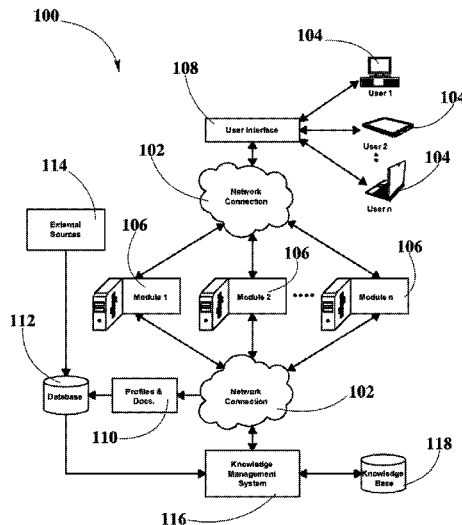 100
104
108
User 1
User Interface
104
102
User 2
114
104
Network
Connection
User n
External
Sources
106
106
106
Module 1
Module 2
Module n
112
Network
Connection
Profiles &
Docs.
Database
102
110
Knowledge
Management
System
118
Knowledge
Base
116